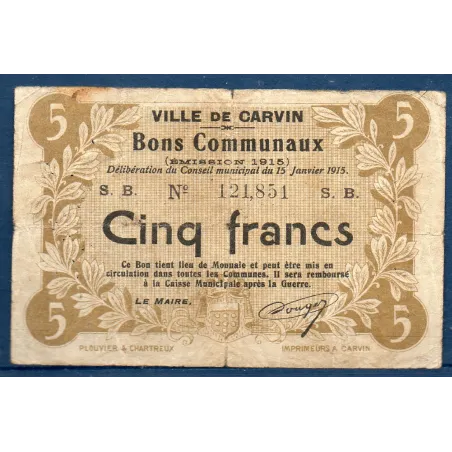 5 5
VILLE DE CARVIN
Bons Communaux
(ÉMISSION 1915)
Délibération du Conseil municipal du 15 Janvier 1915.
S. B. Nº 121,851 S. B.
Cinq francs
Ce Bon tient lieu de Monnaie et peut être mis en
circulation dans toutes les Communes. Il sera remboursé
à la Caisse Municipale après la Guerre.
LE MAIRE,
5 5
PLOUVIER & CHARTREUX IMPRIMEURS A CARVIN